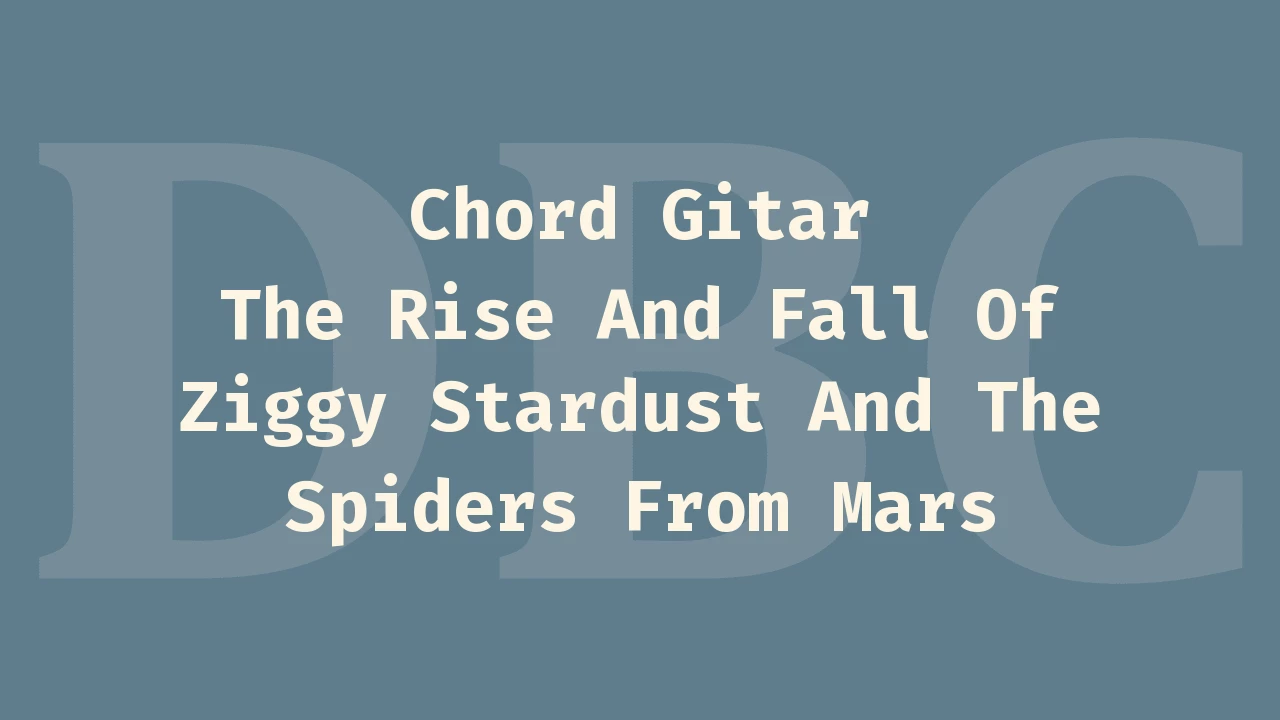 DBC
Chord Gitar
The Rise And Fall Of
Ziggy Stardust And The
Spiders From Mars